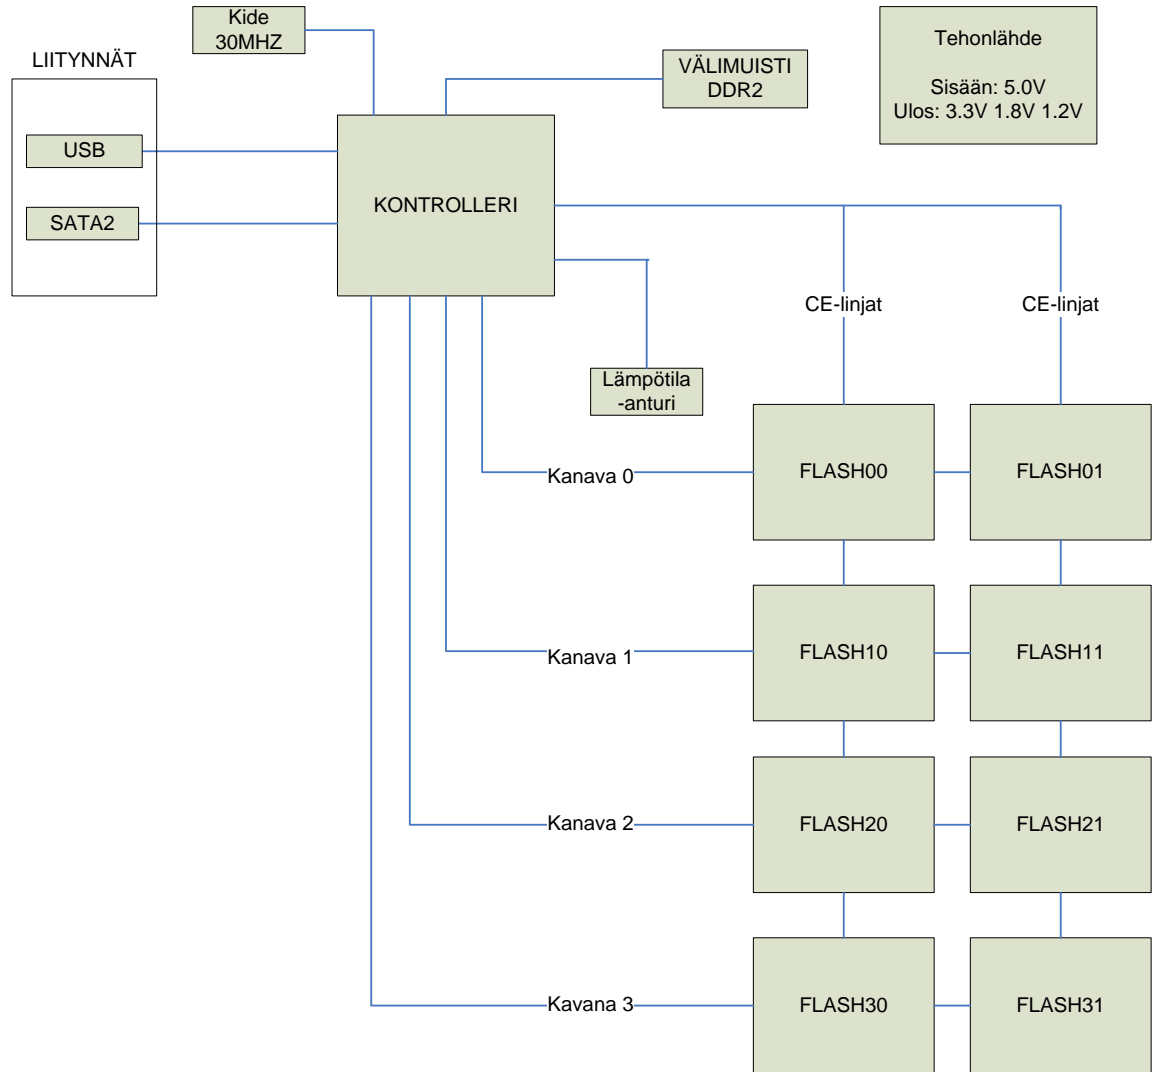 Kide
30MHZ
LIITYNNÄT
Tehonlähde
Sisään: 5.0V
Ulos: 3.3V 1.8V 1.2V
VÄLIMUISTI
DDR2
USB
KONTROLLERI
SATA2
CE-linjat
CE-linjat
Lämpötila
-anturi
Kanava 0
FLASH00
FLASH01
Kanava 1
FLASH10
FLASH11
Kanava 2
FLASH20
FLASH21
Kavana 3
FLASH30
FLASH31